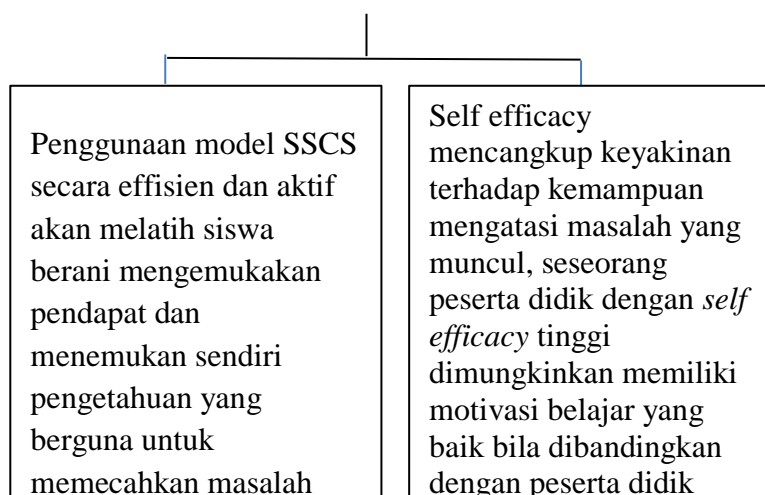 Penggunaan model SSCS
secara effisien dan aktif
akan melatih siswa
berani mengemukakan
pendapat dan
menemukan sendiri
pengetahuan yang
berguna untuk
memecahkan masalah
Self efficacy
mencangkup keyakinan
terhadap kemampuan
mengatasi masalah yang
muncul, seseorang
peserta didik dengan self
efficacy tinggi
dimungkinkan memiliki
motivasi belajar yang
baik bila dibandingkan
dengan peserta didik